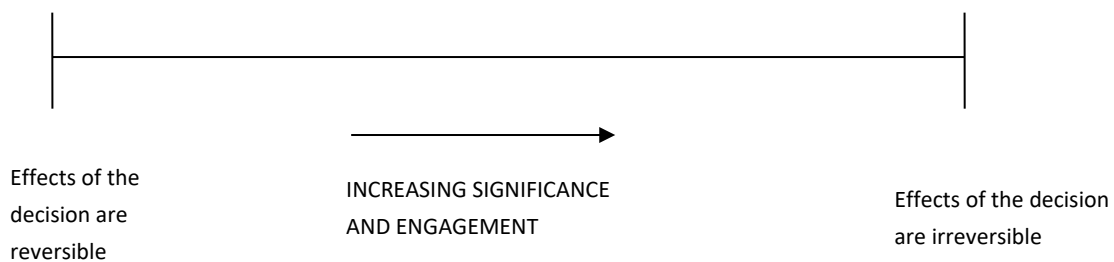 Effects of the
decision are
reversible
INCREASING SIGNIFICANCE
AND ENGAGEMENT
Effects of the decision
are irreversible